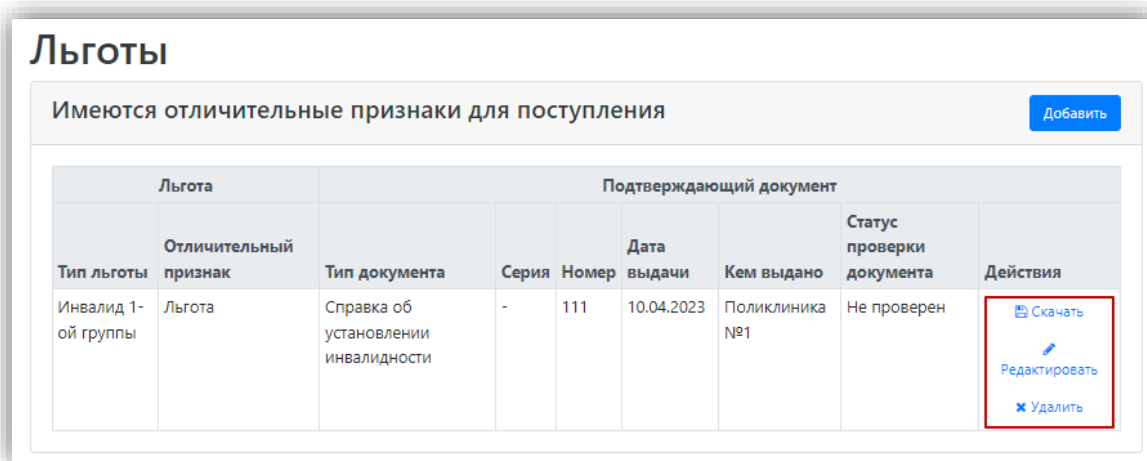 Льготы
Имеются отличительные признаки для поступления
Добавить
Льгота
Подтверждающий документ
Тип льготы
Отличительный
признак
Тип документа
Серия
Номер
Дата
выдачи
Кем выдано
Статус
проверки
документа
Действия
Инвалид 1-
ой группы
Льгота
Справка об
установлении
инвалидности
-
111
10.04.2023
Поликлиника
№1
Не проверен
Скачать
Редактировать
Удалить